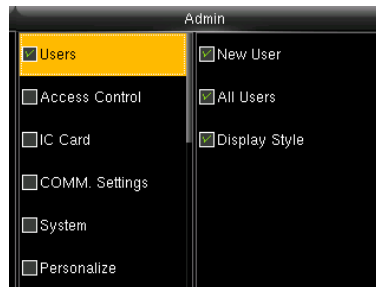 Admin
Users
Access Control
IC Card
COMM. Settings
System
Personalize
New User
All Users
Display Style